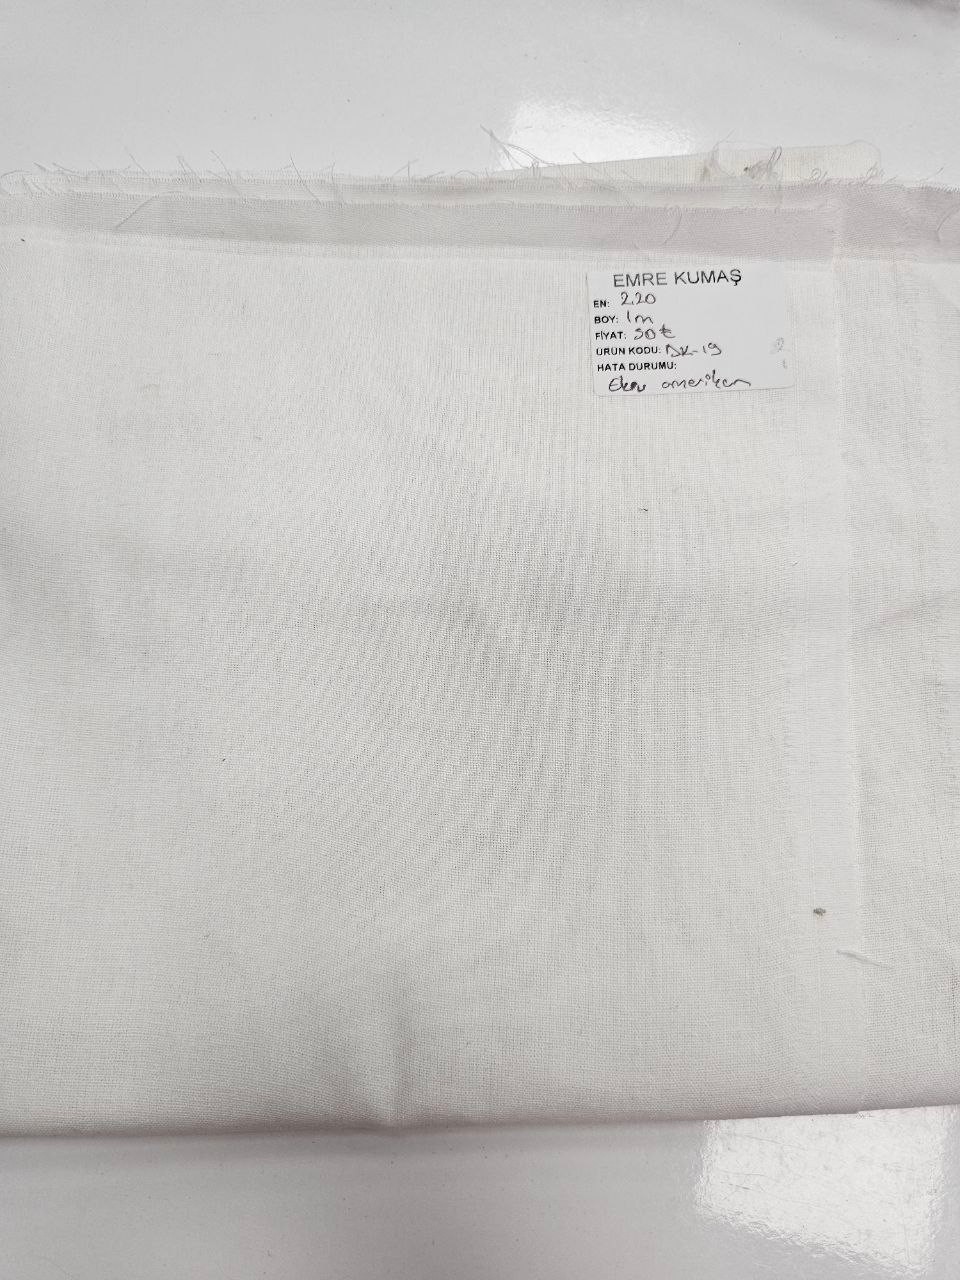 EMRE KUMAŞ
EN: 2.20
BOY: 1m
FİYAT: 50₺
ÜRÜN KODU: DK-19
HATA DURUMU:
Ekru amerikan